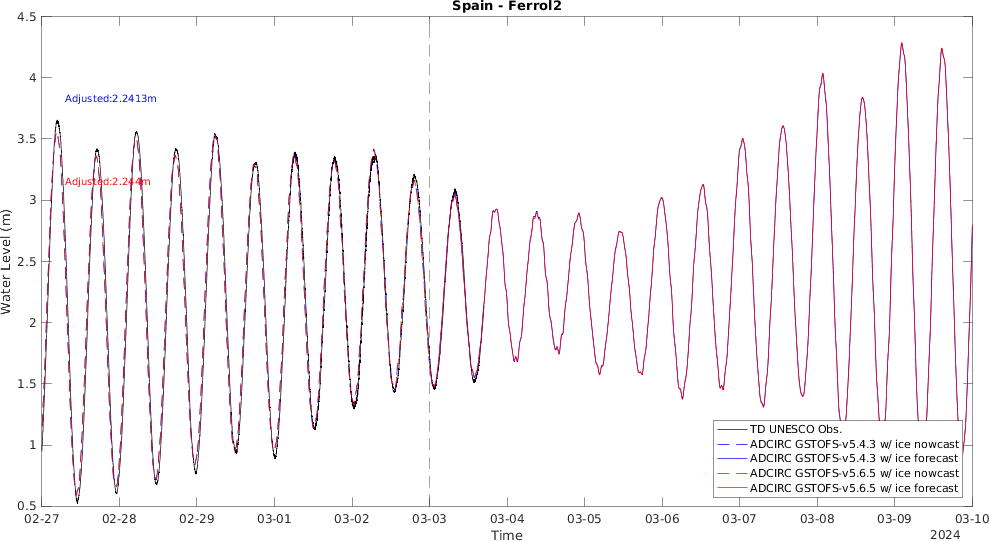 Spain - Ferrol2
4.5
4
3.5
3
2.5
2
1.5
1
0.5
Water Level (m)
Adjusted:2.2413m
Adjusted:2.244m
TD UNESCO Obs.
ADCIRC GSTOFS-v5.4.3 w/ ice nowcast
ADCIRC GSTOFS-v5.4.3 w/ ice forecast
ADCIRC GSTOFS-v5.6.5 w/ ice nowcast
ADCIRC GSTOFS-v5.6.5 w/ ice forecast
02-27 02-28 02-29 03-01 03-02 03-03 03-04 03-05 03-06 03-07 03-08 03-09 03-10
Time
2024